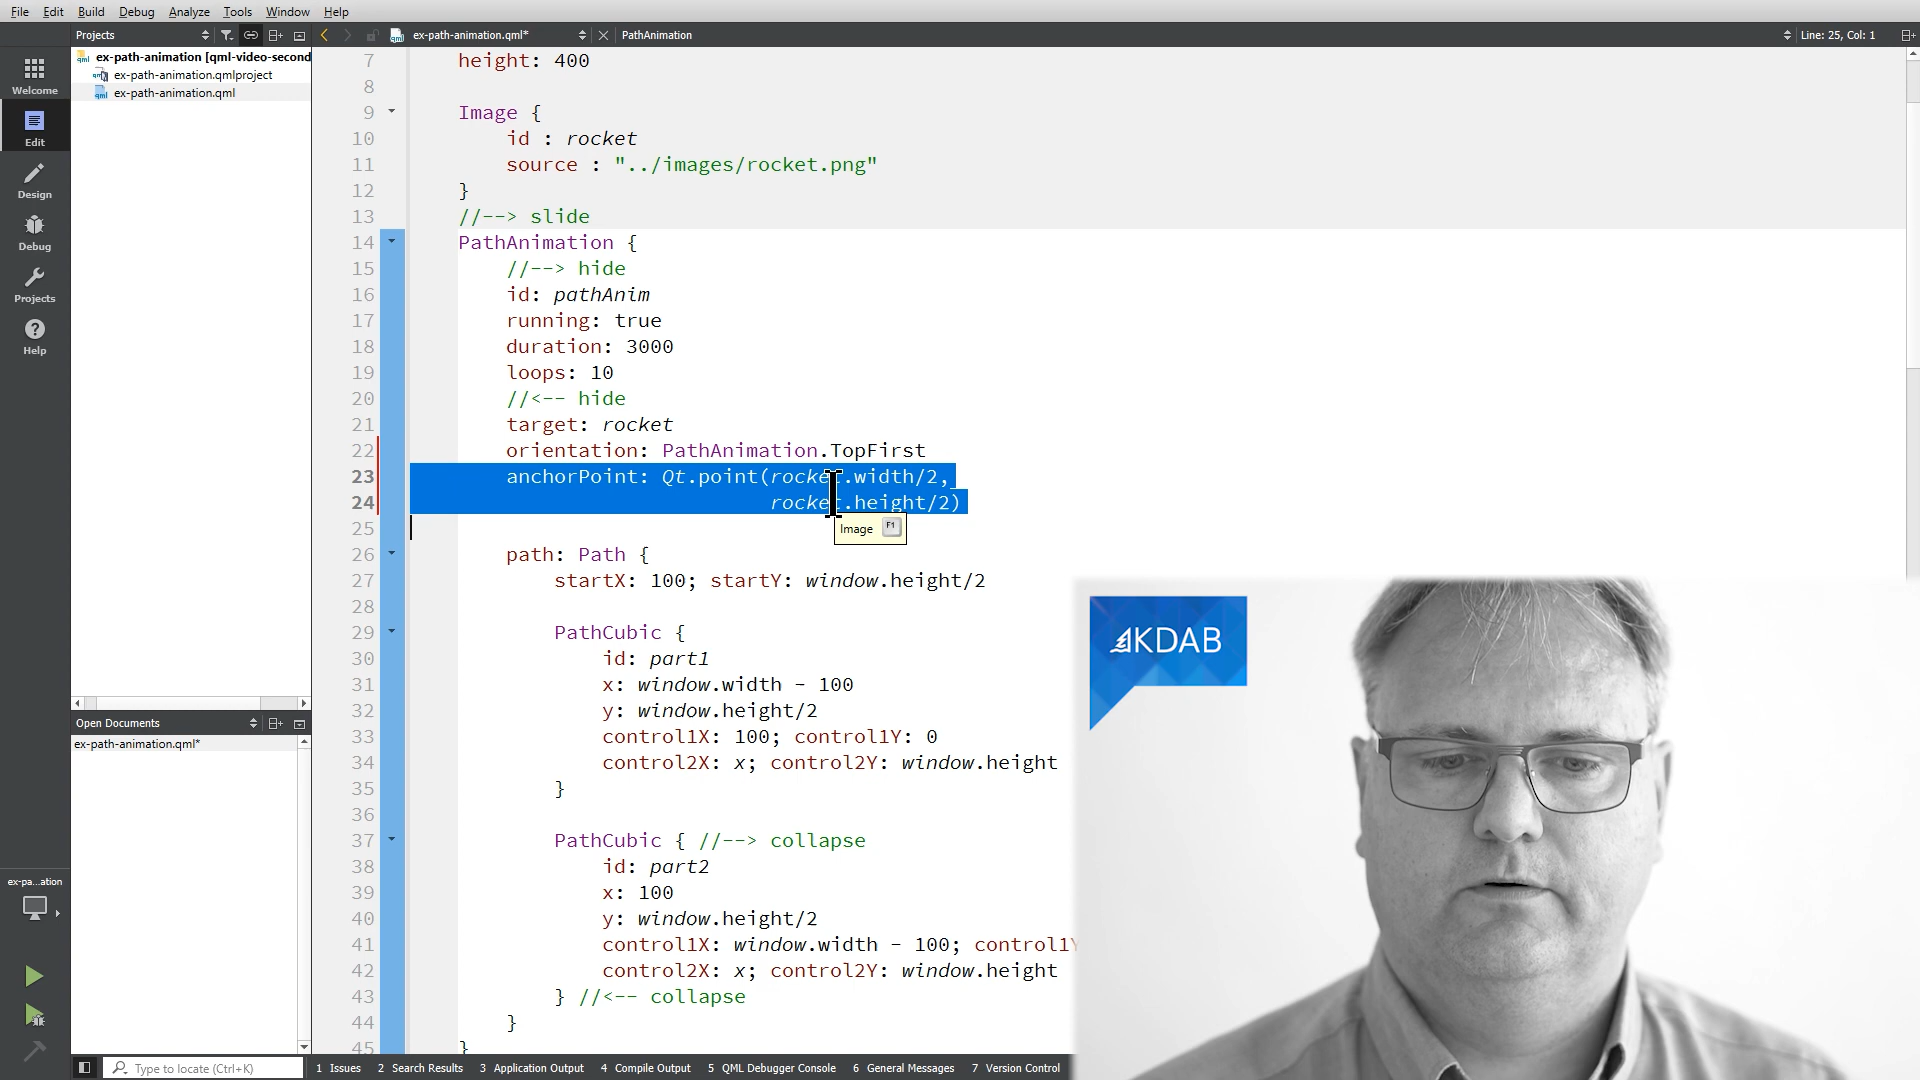 File Edit Build Debug Analyze Tools Window Help
Projects
ex-path-animation.qml*
PathAnimation
Line: 25, Col: 1
ex-path-animation [qml-video-second
ex-path-animation.qmlproject
ex-path-animation.qml
Welcome
Edit
Design
Debug
Projects
Help
7 height: 400
8
9 Image {
10 id : rocket
11 source : "../images/rocket.png"
12 }
13 //--> slide
14 PathAnimation {
15 //--> hide
16 id: pathAnim
17 running: true
18 duration: 3000
19 loops: 10
20 //<-- hide
21 target: rocket
22 orientation: PathAnimation.TopFirst
23 anchorPoint: Qt.point(rocket.width/2,
24 rocket.height/2)
25
Image F1
26 path: Path {
27 startX: 100; startY: window.height/2
28
29 PathCubic {
30 id: part1
31 x: window.width - 100
32 y: window.height/2
33 control1X: 100; control1Y: 0
34 control2X: x; control2Y: window.height
35 }
36
37 PathCubic { //--> collapse
38 id: part2
39 x: 100
40 y: window.height/2
41 control1X: window.width - 100; control1Y
42 control2X: x; control2Y: window.height
43 } //<-- collapse
44 }
45 }
KDAB
Open Documents
ex-path-animation.qml*
ex-pa...ation
Type to locate (Ctrl+K)
1 Issues 2 Search Results 3 Application Output 4 Compile Output 5 QML Debugger Console 6 General Messages 7 Version Control